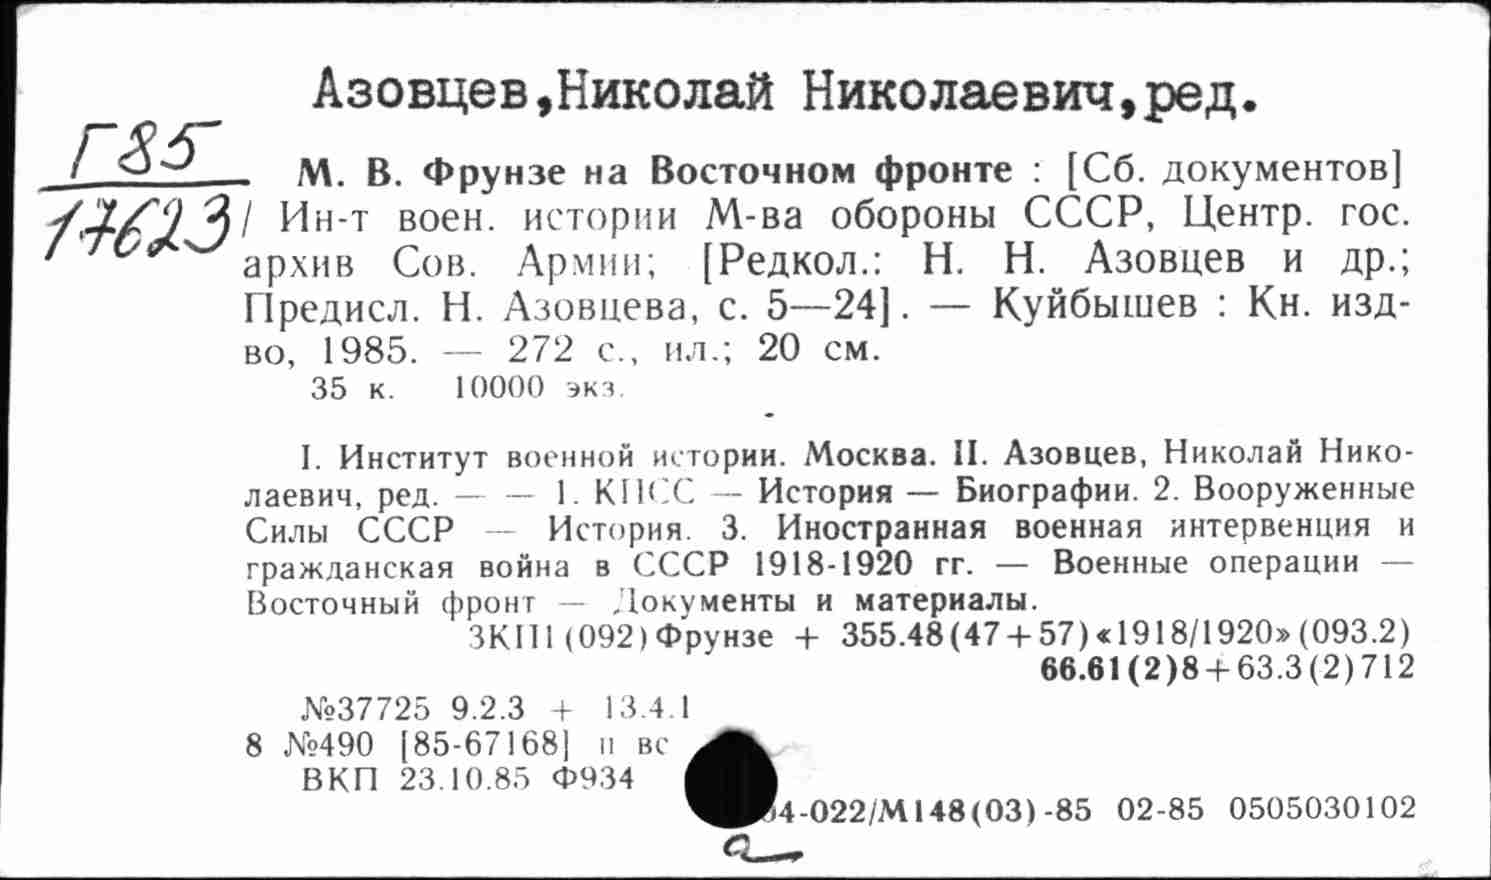 Азовцев,Николай Николаевич,ред.
Г85
17623
М. В. Фрунзе на Восточном фронте : [Сб. документов]
/ Ин-т воен. истории М-ва обороны СССР, Центр. гос.
архив Сов. Армии; [Редкол.: Н. Н. Азовцев и др.;
Предисл. Н. Азовцева, с. 5—24]. — Куйбышев : Кн. изд-
во, 1985. — 272 с., ил.; 20 см.
35 к. 10000 экз.
I. Институт военной истории. Москва. II. Азовцев, Николай Нико-
лаевич, ред. — — 1. КПСС — История — Биографии. 2. Вооруженные
Силы СССР — История. 3. Иностранная военная интервенция и
гражданская война в СССР 1918-1920 гг. — Военные операции —
Восточный фронт — Документы и материалы.
3КП1(092)Фрунзе + 355.48(47+57)«1918/1920»(093.2)
66.61(2)8+63.3(2)712
№37725 9.2.3 + 13.4.1
8 №490 [85-67168] п вс
ВКП 23.10.85 Ф934
4-022/М148(03)-85 02-85 0505030102